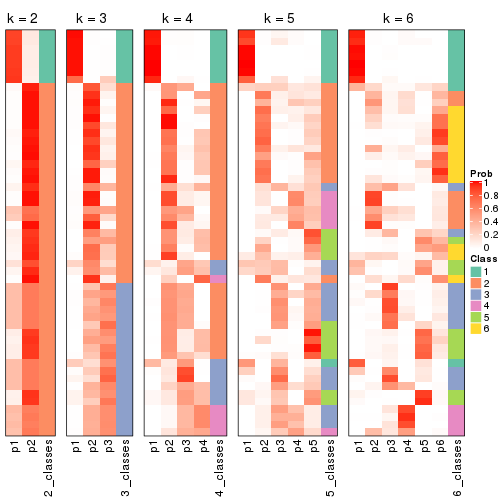 k = 2
k = 3
k = 4
k = 5
k = 6
p1
p2
2_classes
p1
p2
p3
3_classes
p1
p2
p3
p4
4_classes
p1
p2
p3
p4
p5
5_classes
p1
p2
p3
p4
p5
p6
6_classes
Prob
1
0.8
0.6
0.4
0.2
0
Class
1
2
3
4
5
6